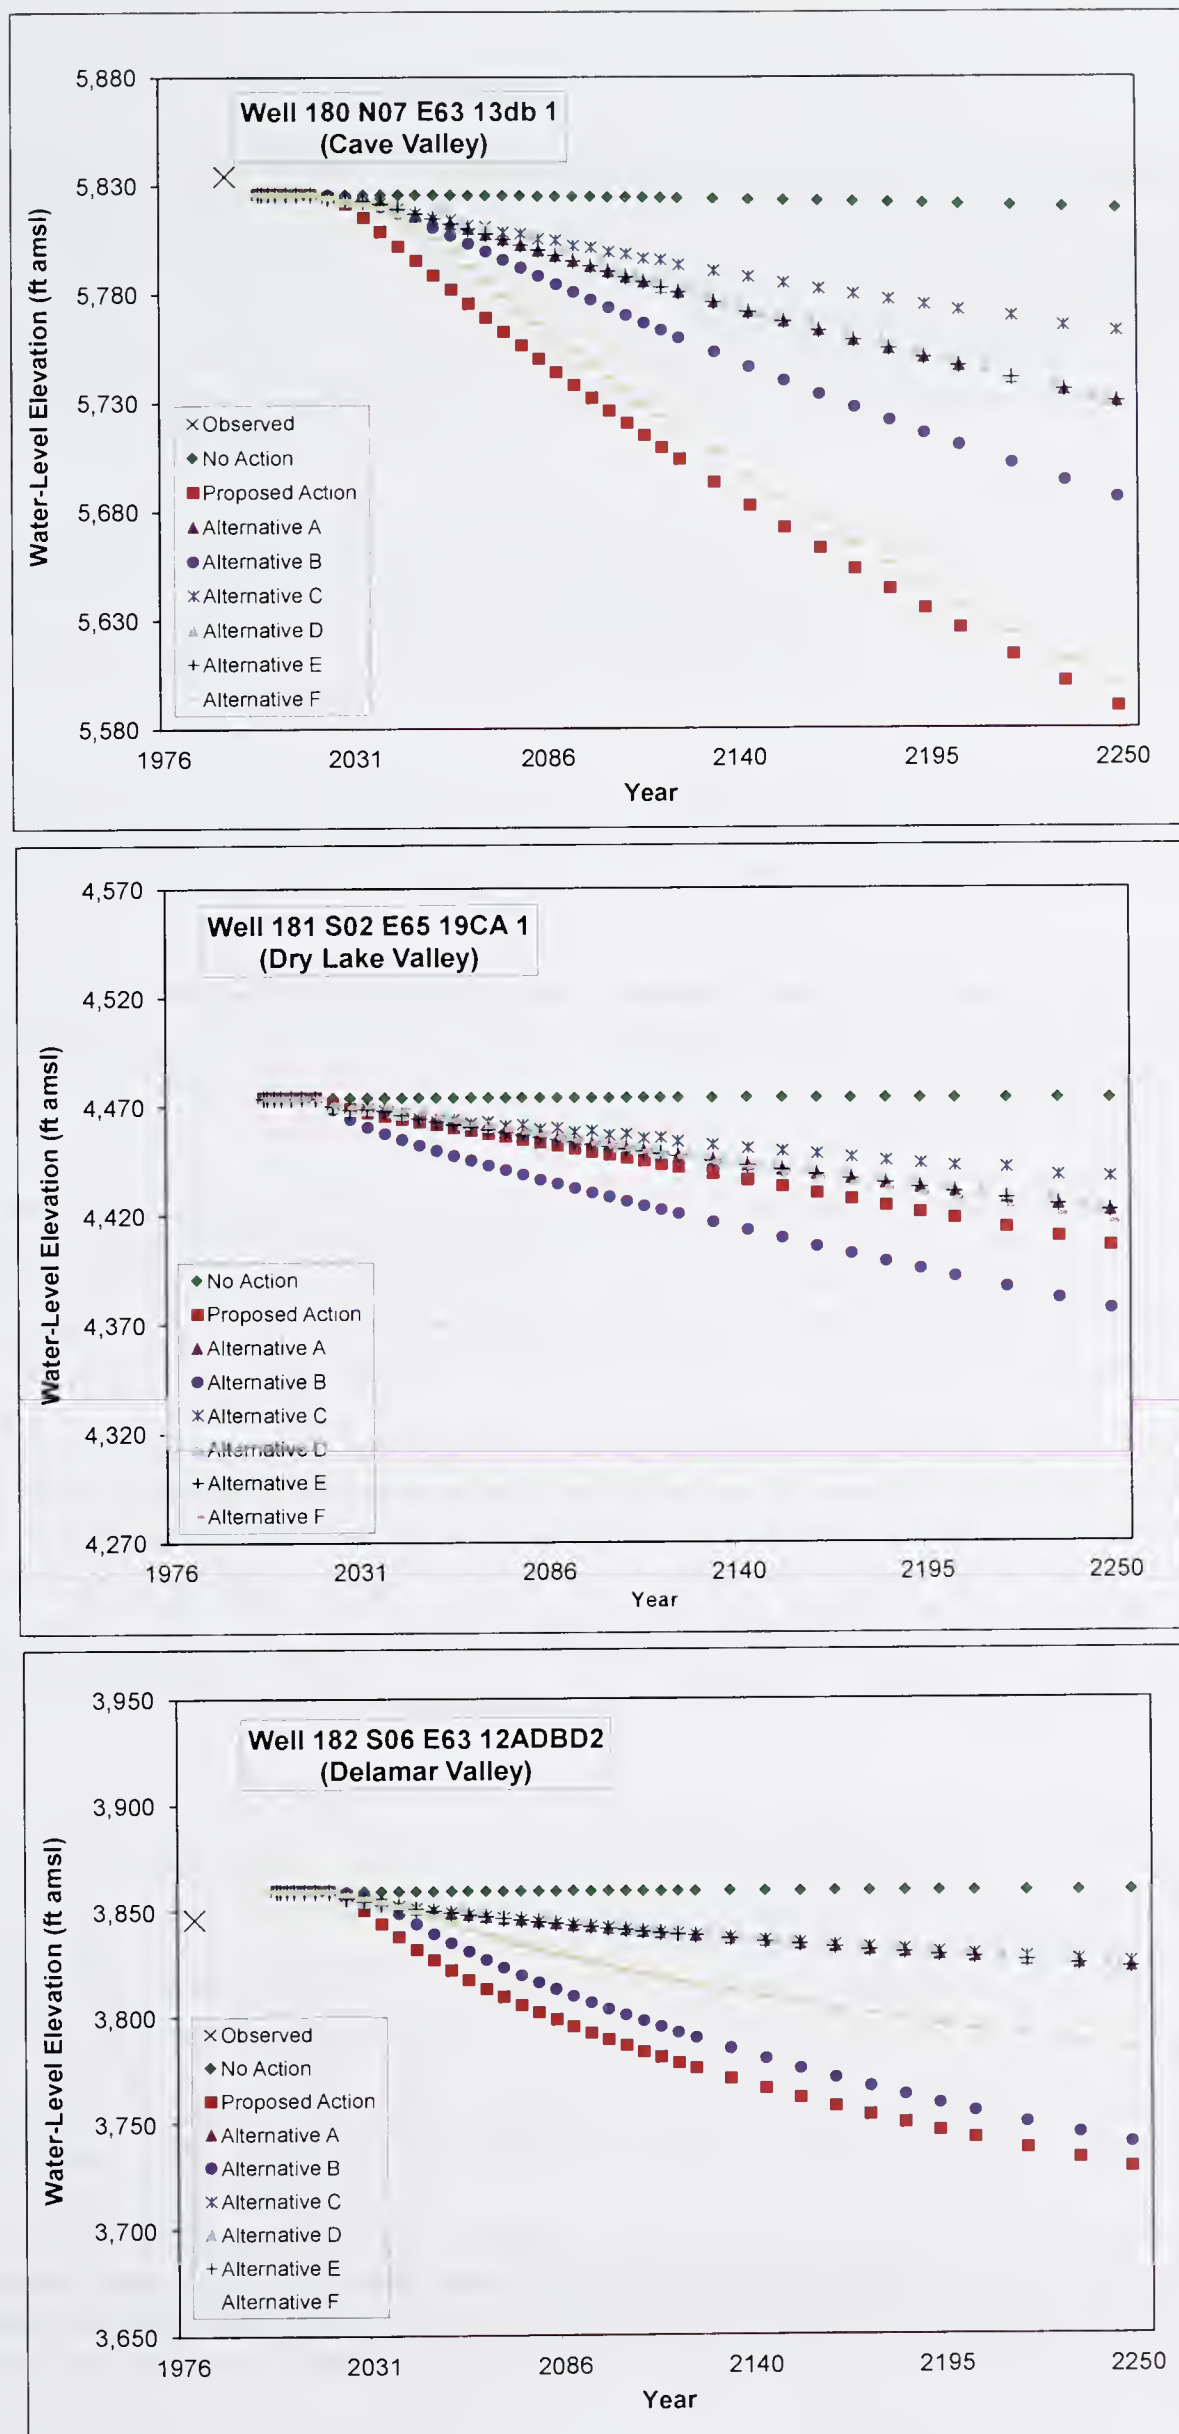 5,880
Well 180 N07 E63 13db 1
(Cave Valley)
5,830
5,780
5,730
5,680
5,630
5,580
Water-Level Elevation (ft amsl)
Observed
No Action
Proposed Action
Alternative A
Alternative B
Alternative C
Alternative D
Alternative E
Alternative F
1976 2031 2086 2140 2195 2250
Year
4,570
Well 181 S02 E65 19CA 1
(Dry Lake Valley)
4,520
4,470
4,420
4,370
4,320
4,270
Water-Level Elevation (ft amsl)
No Action
Proposed Action
Alternative A
Alternative B
Alternative C
Alternative D
Alternative E
Alternative F
1976 2031 2086 2140 2195 2250
Year
3,950
Well 182 S06 E63 12ADBD2
(Delamar Valley)
3,900
3,850
3,800
3,750
3,700
3,650
Water-Level Elevation (ft amsl)
Observed
No Action
Proposed Action
Alternative A
Alternative B
Alternative C
Alternative D
Alternative E
Alternative F
1976 2031 2086 2140 2195 2250
Year